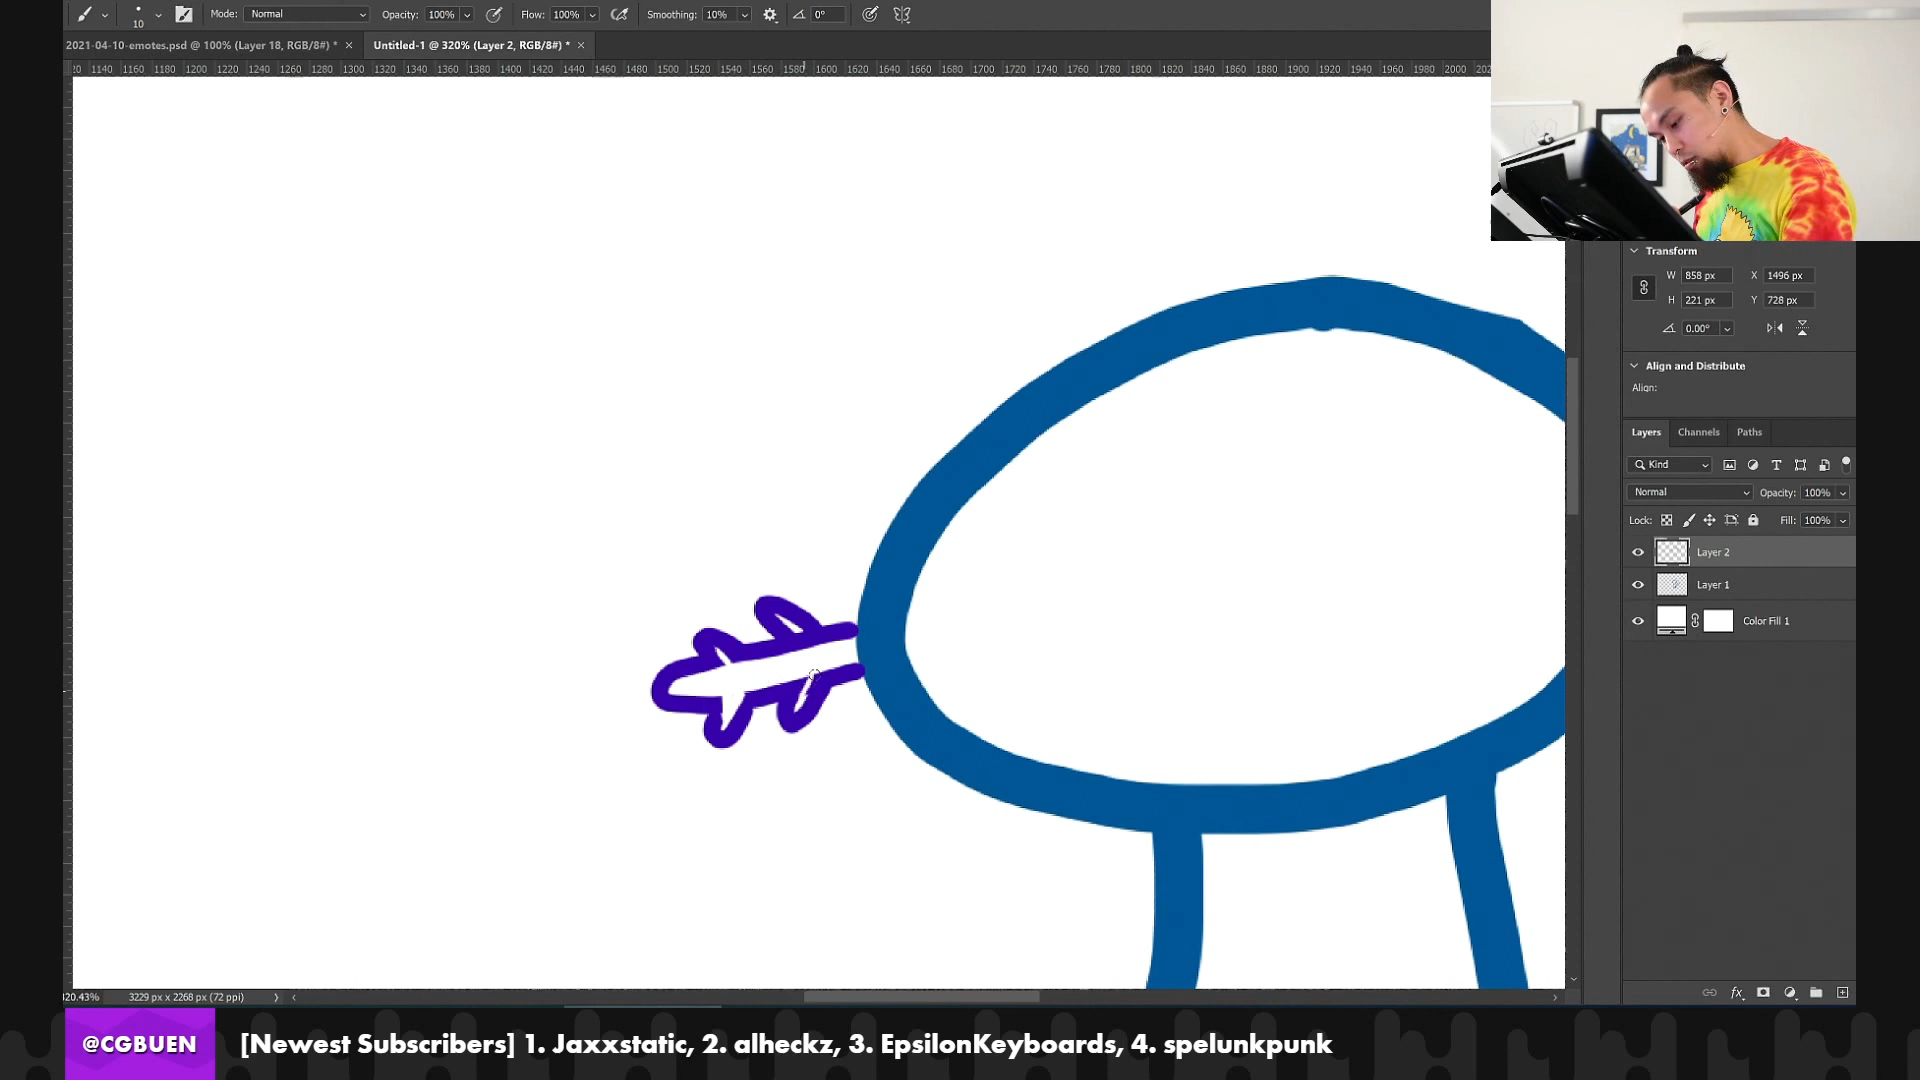 10 Mode: Normal Opacity: 100% Flow: 100% Smoothing: 10% 0°
2021-04-10-emotes.psd @ 100% (Layer 18, RGB/8#) * × Untitled-1 @ 320% (Layer 2, RGB/8#) * ×
20 1140 1160 1180 1200 1220 1240 1260 1280 1300 1320 1340 1360 1380 1400 1420 1440 1460 1480 1500 1520 1540 1560 1580 1600 1620 1640 1660 1680 1700 1720 1740 1760 1780 1800 1820 1840 1860 1880 1900 1920 1940 1960 1980 2000 202
Transform
W 858 px X 1496 px
H 221 px Y 728 px
0.00°
Align and Distribute
Align:
Layers Channels Paths
Kind
Normal Opacity: 100%
Lock: Fill: 100%
Layer 2
Layer 1
Color Fill 1
fx
320.43% 3229 px x 2268 px (72 ppi)
@CGBUEN [Newest Subscribers] 1. Jaxxstatic, 2. alheckz, 3. EpsilonKeyboards, 4. spelunkpunk